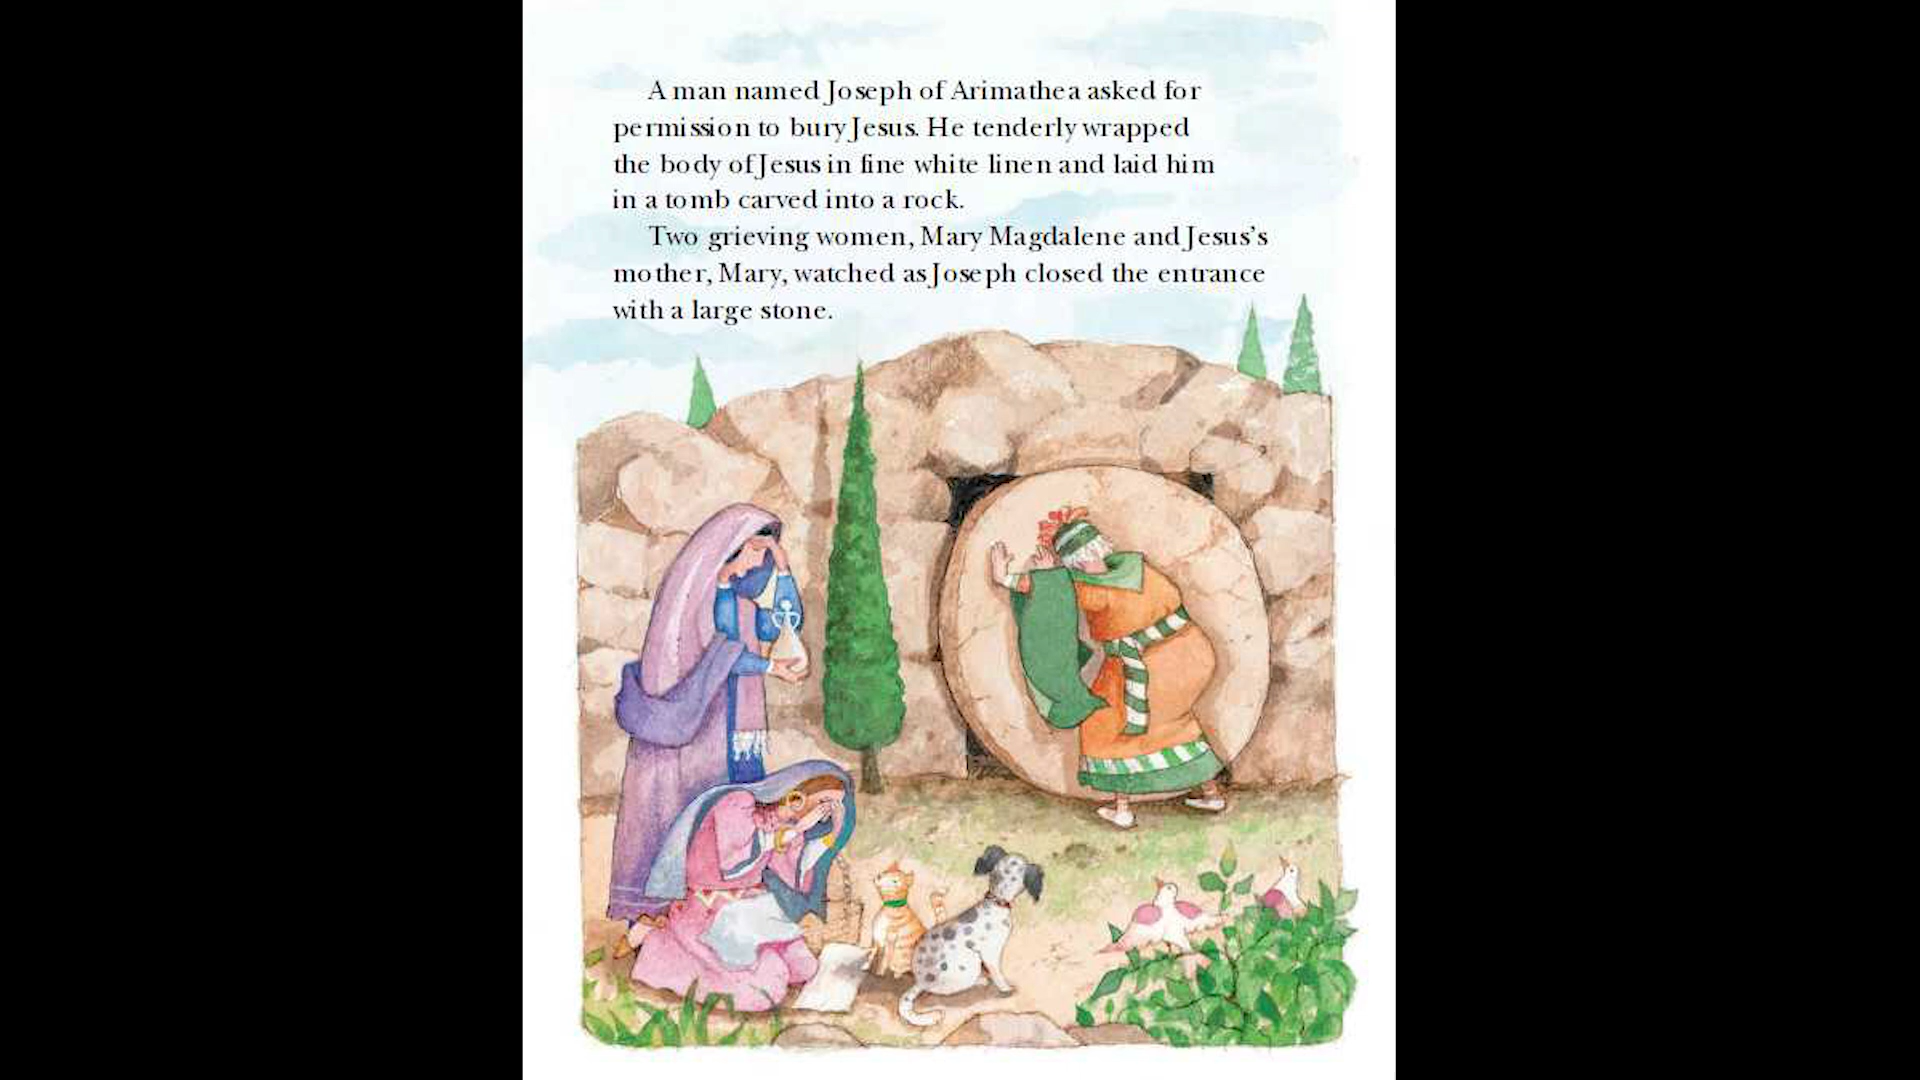 A man named Joseph of Arimathea asked for
permission to bury Jesus. He tenderly wrapped
the body of Jesus in fine white linen and laid him
in a tomb carved into a rock.
Two grieving women, Mary Magdalene and Jesus’s
mother, Mary, watched as Joseph closed the entrance
with a large stone.